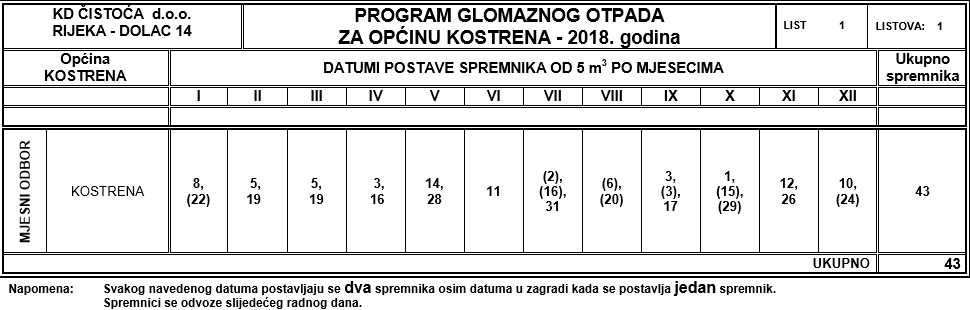 KD ČISTOĆA d.o.o.
RIJEKA - DOLAC 14
PROGRAM GLOMAZNOG OTPADA
ZA OPĆINU KOSTRENA - 2018. godina
LIST 1
LISTOVA: 1
Općina
KOSTRENA
DATUMI POSTAVE SPREMNIKA OD 5 m³ PO MJESECIMA
Ukupno
spremnika
I II III IV V VI VII VIII IX X XI XII
MJESNI ODBOR
KOSTRENA
8,
(22)
5,
19
5,
19
3,
16
14,
28
11
(2),
(16),
31
(6),
(20)
3,
(3),
17
1,
(15),
(29)
12,
26
10,
(24)
43
UKUPNO 43
Napomena: Svakog navedenog datuma postavljaju se dva spremnika osim datuma u zagradi kada se postavlja jedan spremnik.
Spremnici se odvoze slijedećeg radnog dana.